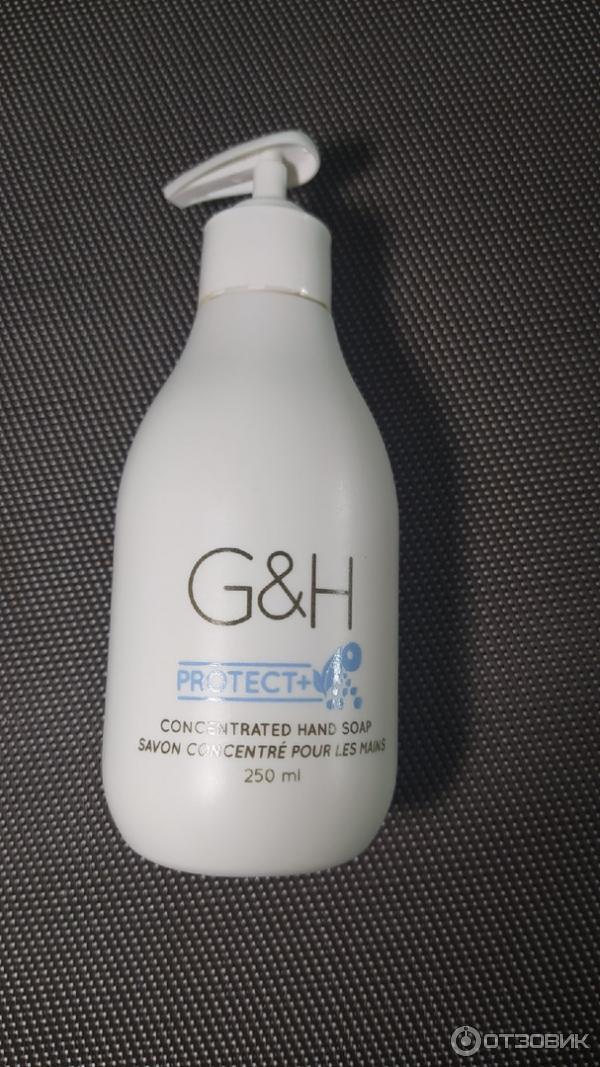 G&H
PROTECT+
CONCENTRATED HAND SOAP
SAVON CONCENTRÉ POUR LES MAINS
250 ml
ОТЗОВИК